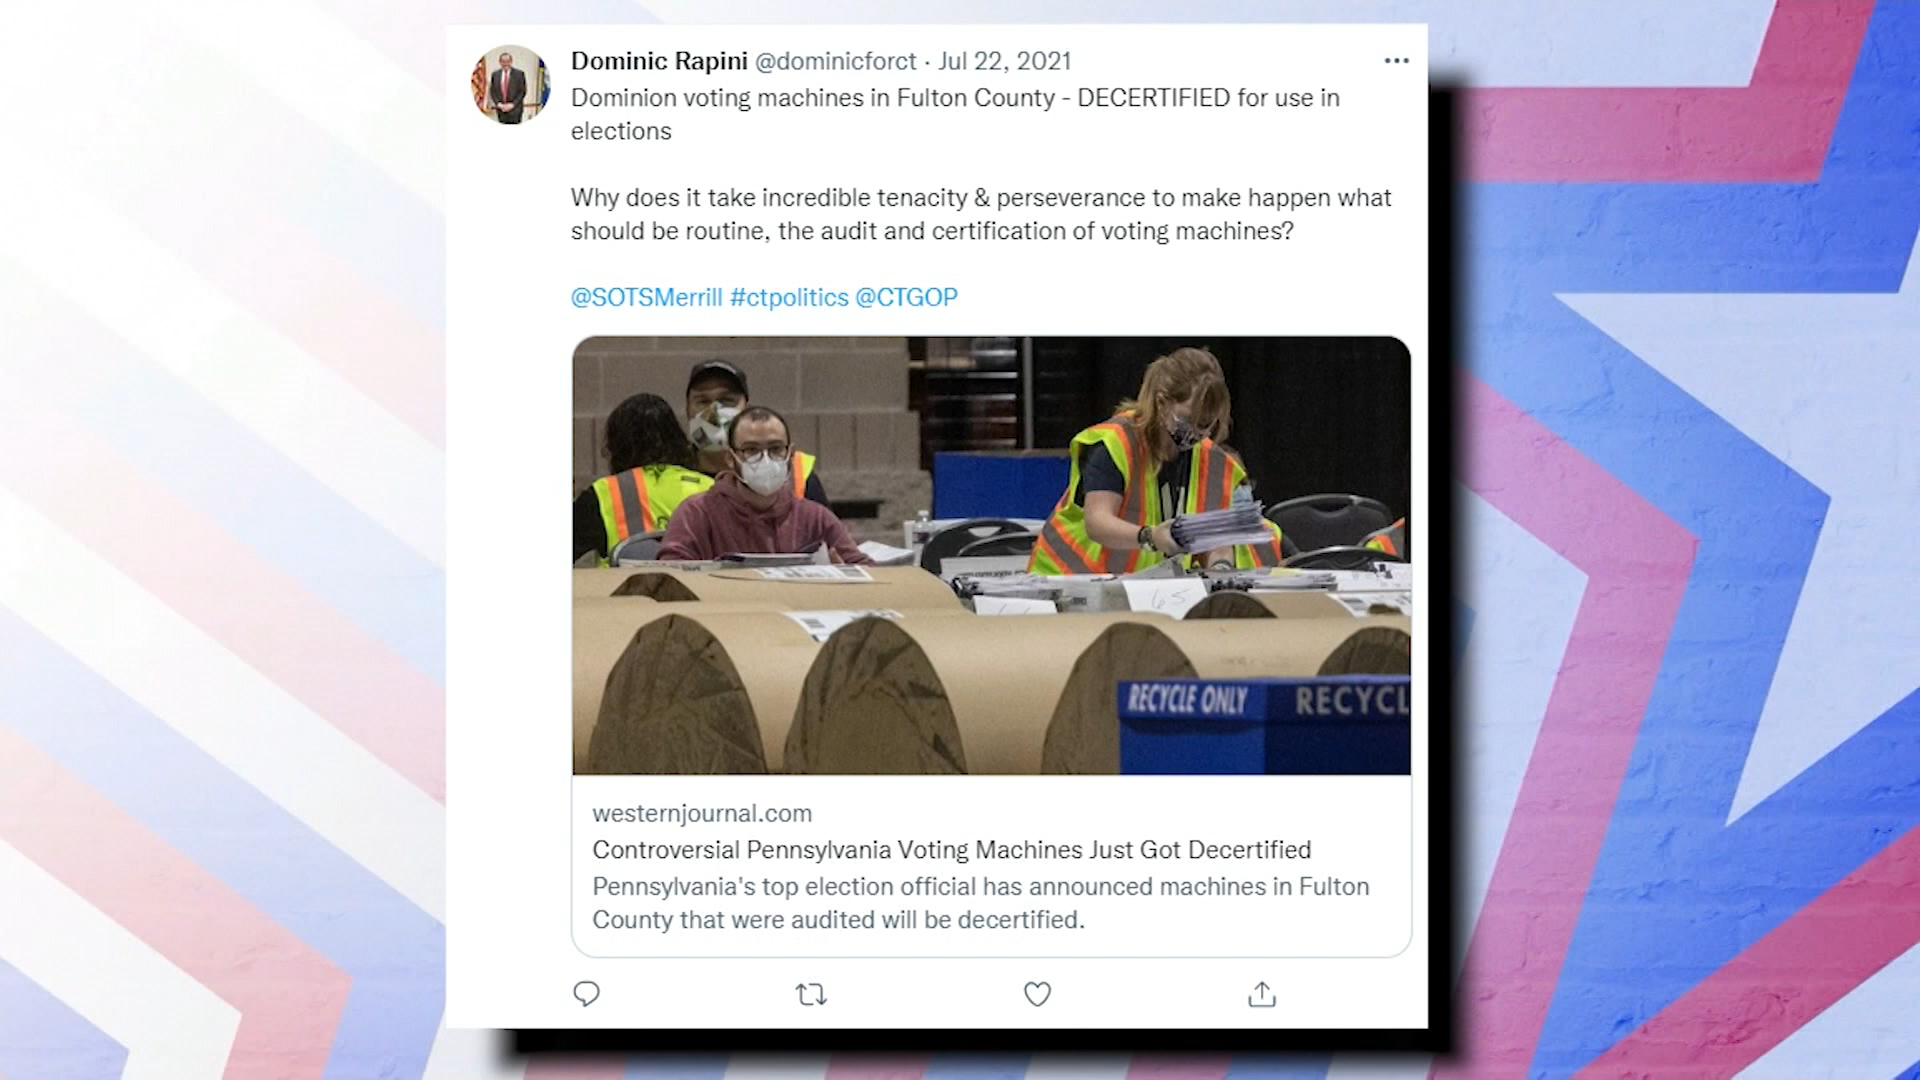 Dominic Rapini @dominicforct · Jul 22, 2021
Dominion voting machines in Fulton County - DECERTIFIED for use in
elections
Why does it take incredible tenacity & perseverance to make happen what
should be routine, the audit and certification of voting machines?
@SOTSMerrill #ctpolitics @CTGOP
65
RECYCLE ONLY
RECYCL
westernjournal.com
Controversial Pennsylvania Voting Machines Just Got Decertified
Pennsylvania's top election official has announced machines in Fulton
County that were audited will be decertified.